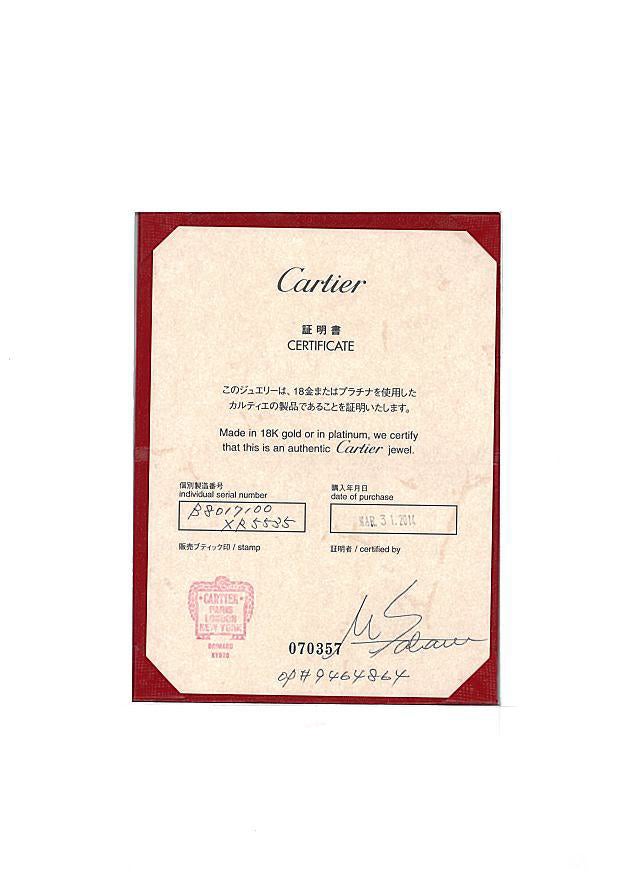 Cartier
証明書
CERTIFICATE
このジュエリーは、18金またはプラチナを使用した
カルティエの製品であることを証明いたします。
Made in 18K gold or in platinum, we certify
that this is an authentic Cartier jewel.
個別製造番号
individual serial number
B8017100
XR5535
購入年月日
date of purchase
MAR. 31. 2014
販売ブティック印 / stamp
証明者 / certified by
CARTIER
PARIS
LONDON
NEW YORK
DAIMARU
KYOTO
070357
OP#9464864